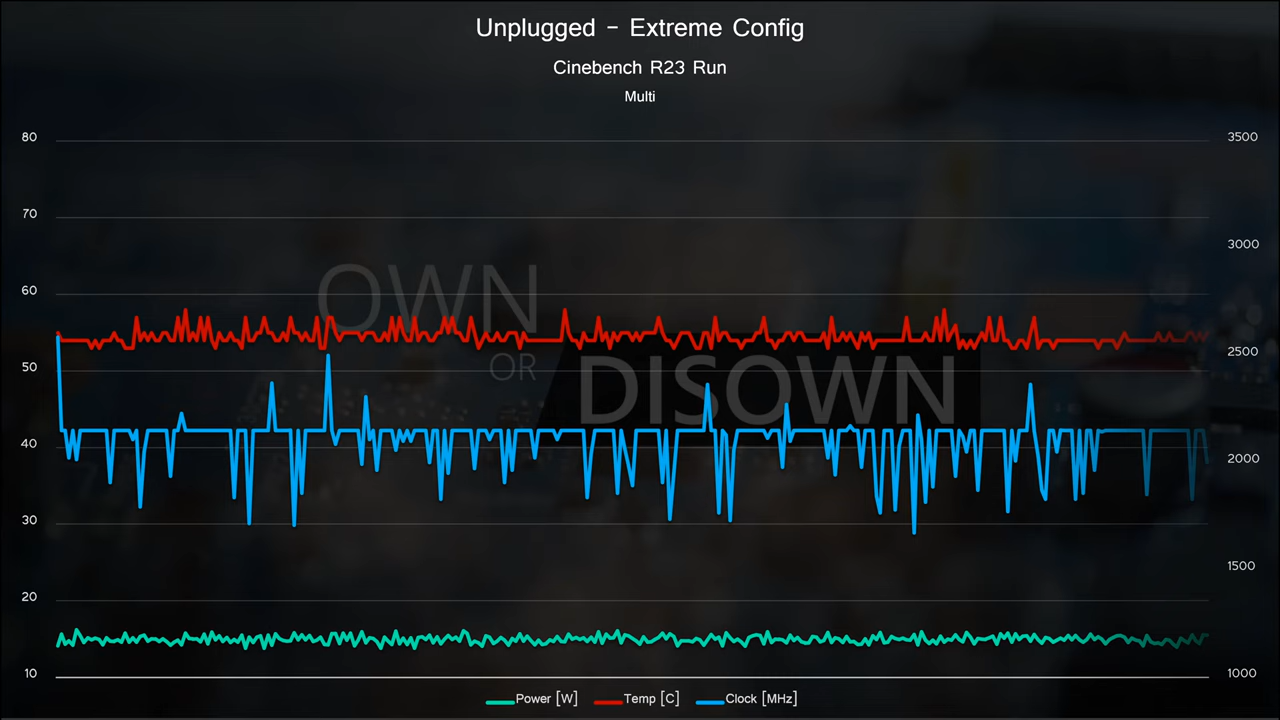 Unplugged – Extreme Config
Cinebench R23 Run
Multi
80
70
60
50
40
30
20
10
3500
3000
2500
2000
1500
1000
OWN
OR
DISOWN
Power [W]
Temp [C]
Clock [MHz]